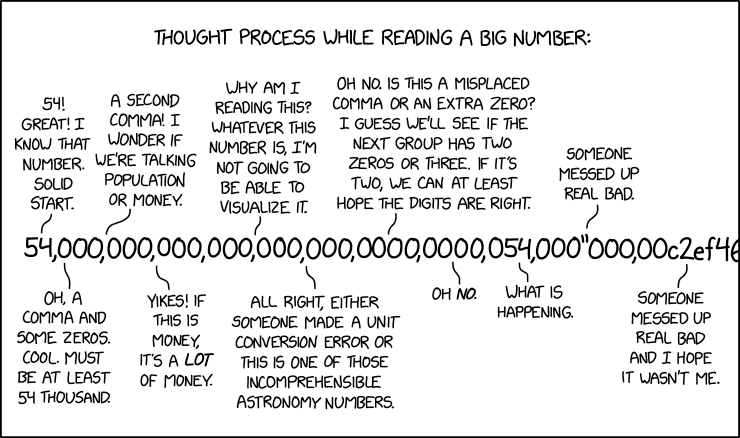 THOUGHT PROCESS WHILE READING A BIG NUMBER:
54!
GREAT! I
KNOW THAT
NUMBER.
SOLID
START.
A SECOND
COMMA! I
WONDER IF
WE'RE TALKING
POPULATION
OR MONEY.
WHY AM I
READING THIS?
WHATEVER THIS
NUMBER IS, I'M
NOT GOING TO
BE ABLE TO
VISUALIZE IT.
OH NO. IS THIS A MISPLACED
COMMA OR AN EXTRA ZERO?
I GUESS WE'LL SEE IF THE
NEXT GROUP HAS TWO
ZEROS OR THREE. IF IT'S
TWO, WE CAN AT LEAST
HOPE THE DIGITS ARE RIGHT.
SOMEONE
MESSED UP
REAL BAD.
54,000,000,000,000,000,000,0000,0000,054,000"000,00c2ef46
OH, A
COMMA AND
SOME ZEROS.
COOL. MUST
BE AT LEAST
54 THOUSAND.
YIKES! IF
THIS IS
MONEY,
IT'S A LOT
OF MONEY.
ALL RIGHT, EITHER
SOMEONE MADE A UNIT
CONVERSION ERROR OR
THIS IS ONE OF THOSE
INCOMPREHENSIBLE
ASTRONOMY NUMBERS.
OH NO.
WHAT IS
HAPPENING.
SOMEONE
MESSED UP
REAL BAD
AND I HOPE
IT WASN'T ME.